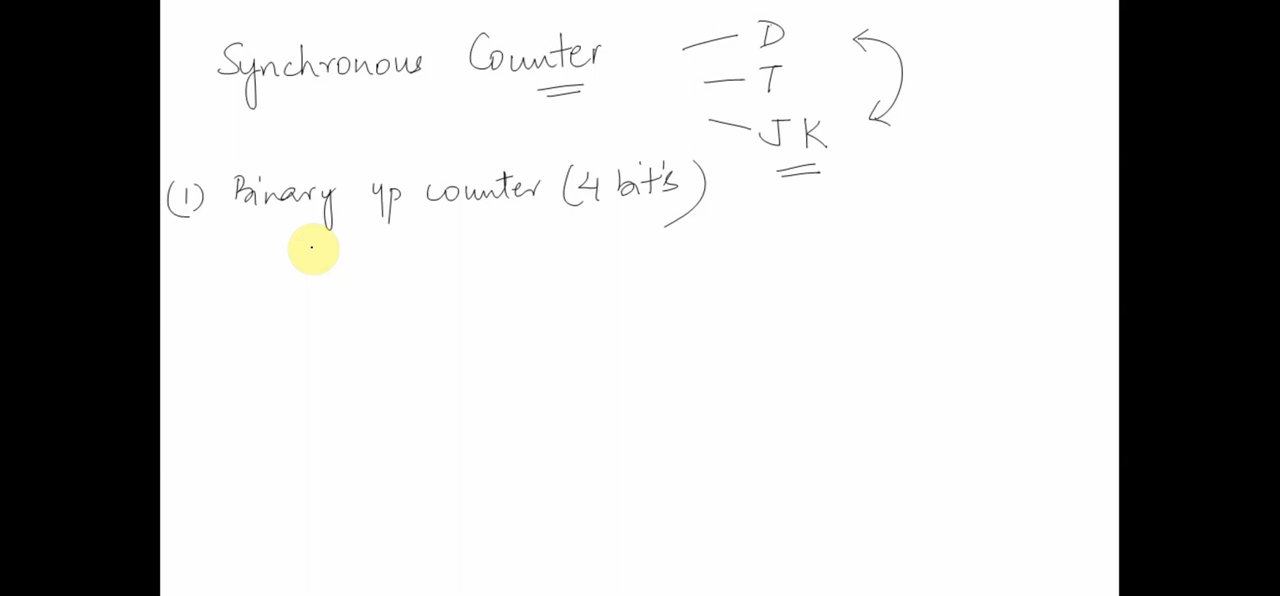 Synchronous Counter — D
— T
— JK
(1) Binary up counter (4 bit's)